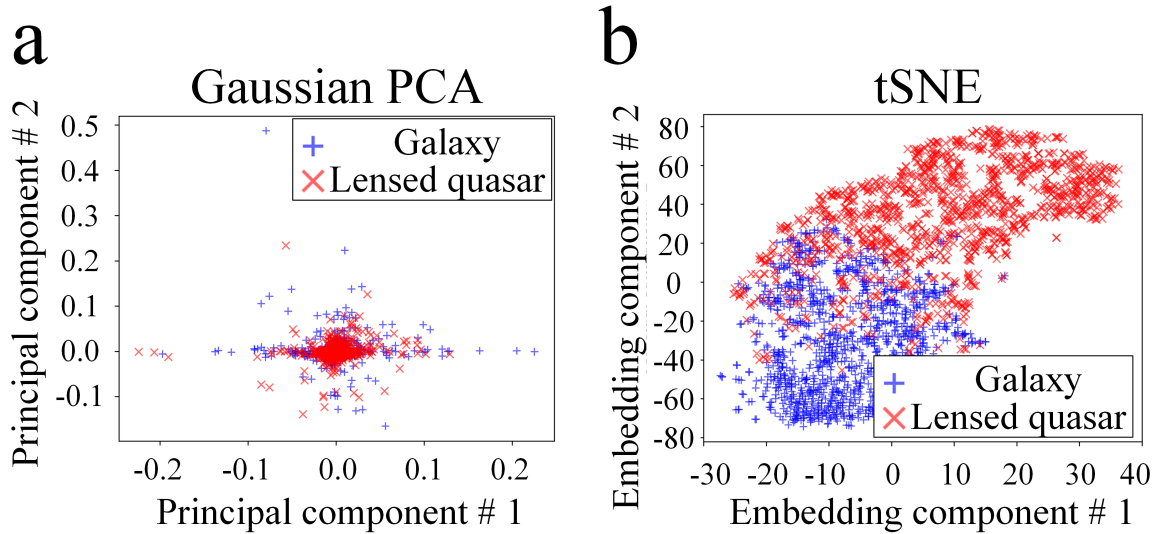 a
Gaussian PCA
Principal component # 2
0.5
0.4
0.3
0.2
0.1
0.0
-0.1
Galaxy
Lensed quasar
-0.2
-0.1
0.0
0.1
0.2
Principal component # 1
b
tSNE
Embedding component # 2
80
60
40
20
0
-20
-40
-60
-80
Galaxy
Lensed quasar
-30
-20
-10
0
10
20
30
40
Embedding component # 1